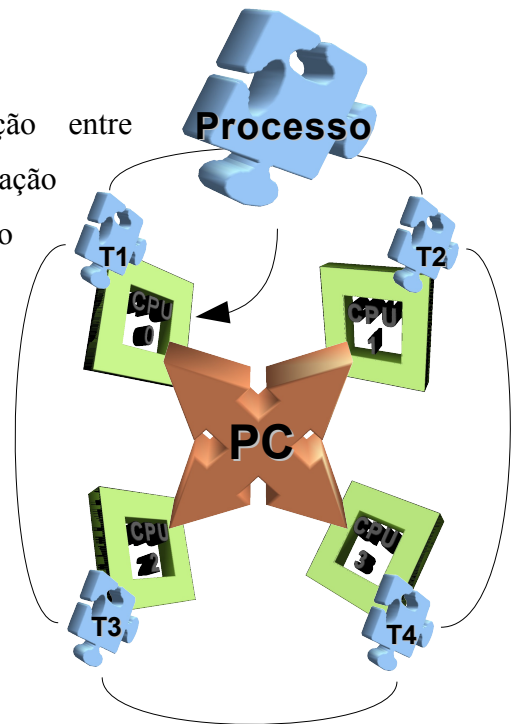 Processo
ção entre
ação
o
T1
T2
CPU
0
CPU
1
PC
CPU
2
CPU
3
T3
T4